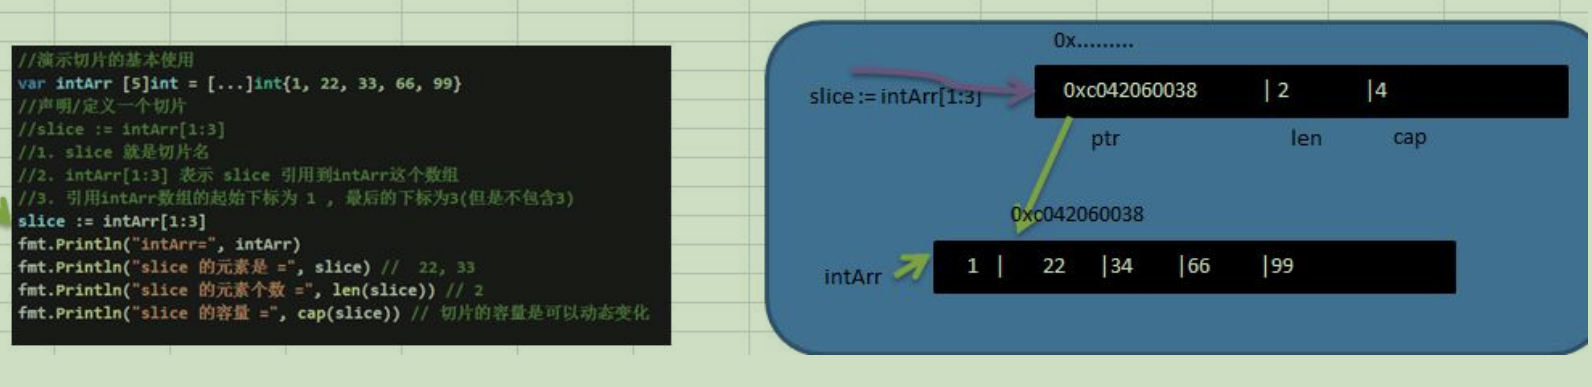 //演示切片的基本使用
var intArr [5]int = [...]int{1, 22, 33, 66, 99}
//声明/定义一个切片
//slice := intArr[1:3]
//1. slice 就是切片名
//2. intArr[1:3] 表示 slice 引用到intArr这个数组
//3. 引用intArr数组的起始下标为 1 , 最后的下标为3(但是不包含3)
slice := intArr[1:3]
fmt.Println("intArr=", intArr)
fmt.Println("slice 的元素是 =", slice) // 22, 33
fmt.Println("slice 的元素个数 =", len(slice)) // 2
fmt.Println("slice 的容量 =", cap(slice)) // 切片的容量是可以动态变化
0x.........
slice := intArr[1:3]
0xc042060038 |2 |4
ptr len cap
0xc042060038
intArr
1 | 22 |34 |66 |99